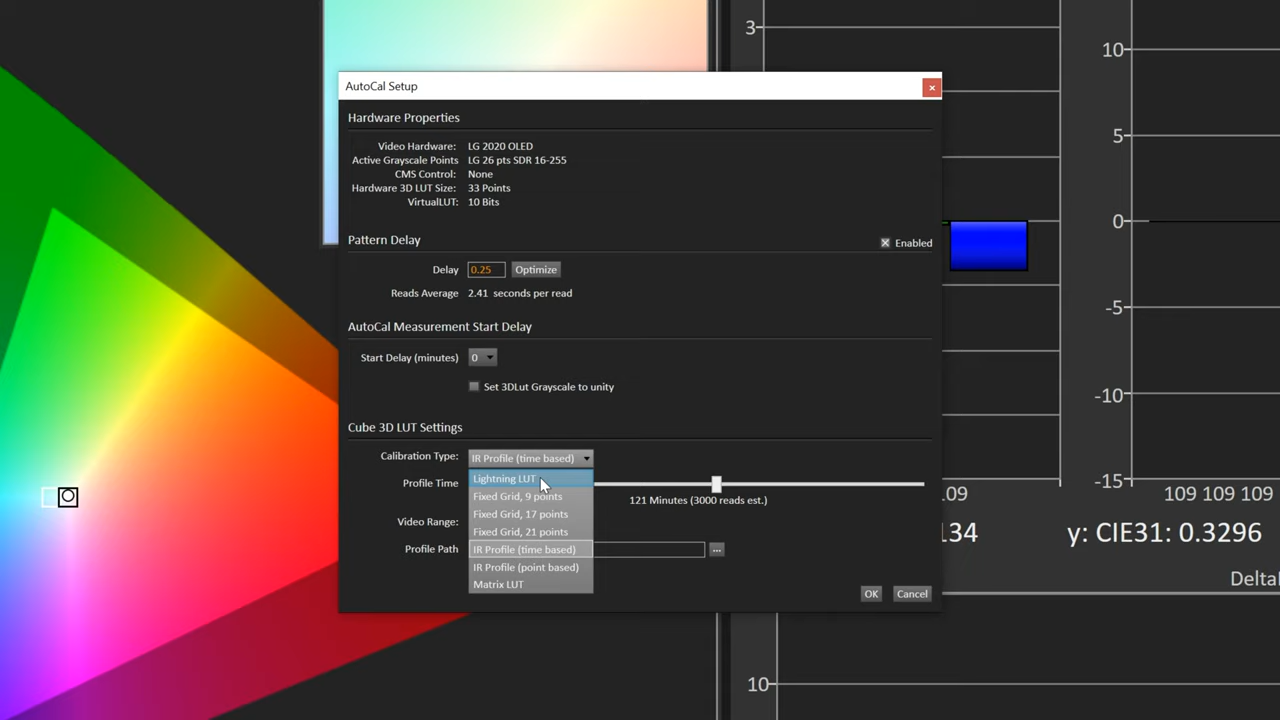 3
10
5
0
-5
-10
-15
AutoCal Setup
Hardware Properties
Video Hardware: LG 2020 OLED
Active Grayscale Points LG 26 pts SDR 16-255
CMS Control: None
Hardware 3D LUT Size: 33 Points
VirtualLUT: 10 Bits
Pattern Delay
Enabled
Delay 0.25 Optimize
Reads Average 2.41 seconds per read
AutoCal Measurement Start Delay
Start Delay (minutes) 0
Set 3DLut Grayscale to unity
Cube 3D LUT Settings
Calibration Type: IR Profile (time based)
Lightning LUT
Fixed Grid, 9 points
Fixed Grid, 17 points
Fixed Grid, 21 points
IR Profile (time based)
IR Profile (point based)
Matrix LUT
Profile Time
121 Minutes (3000 reads est.)
Video Range:
Profile Path ...
OK Cancel
109
109 109 109
134 y: CIE31: 0.3296
Delta
10